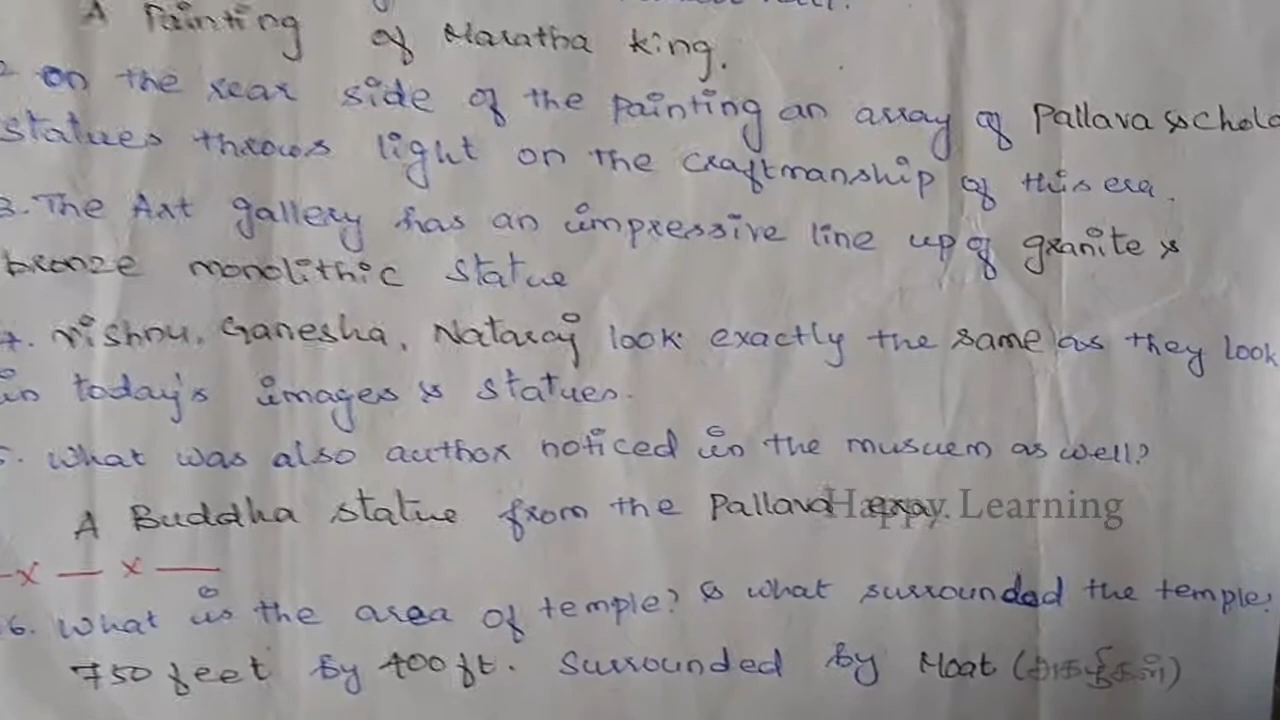 A Painting of Maratha King.
2 on the rear side of the Painting an array of Pallava & Chola
statues throws light on the craftmanship of this era.
3. The Art gallery has an impressive line up of granite &
bronze monolithic statue
4. Vishnu, Ganesha, Nataraj look exactly the same as they look
in today's images & statues.
5. What was also author noticed in the musuem as well?
A Buddha statue from the Pallava eray.
Happy Learning
6. What is the area of temple? & what surrounded the temple?
750 feet by 400 ft. Surrounded by Moat